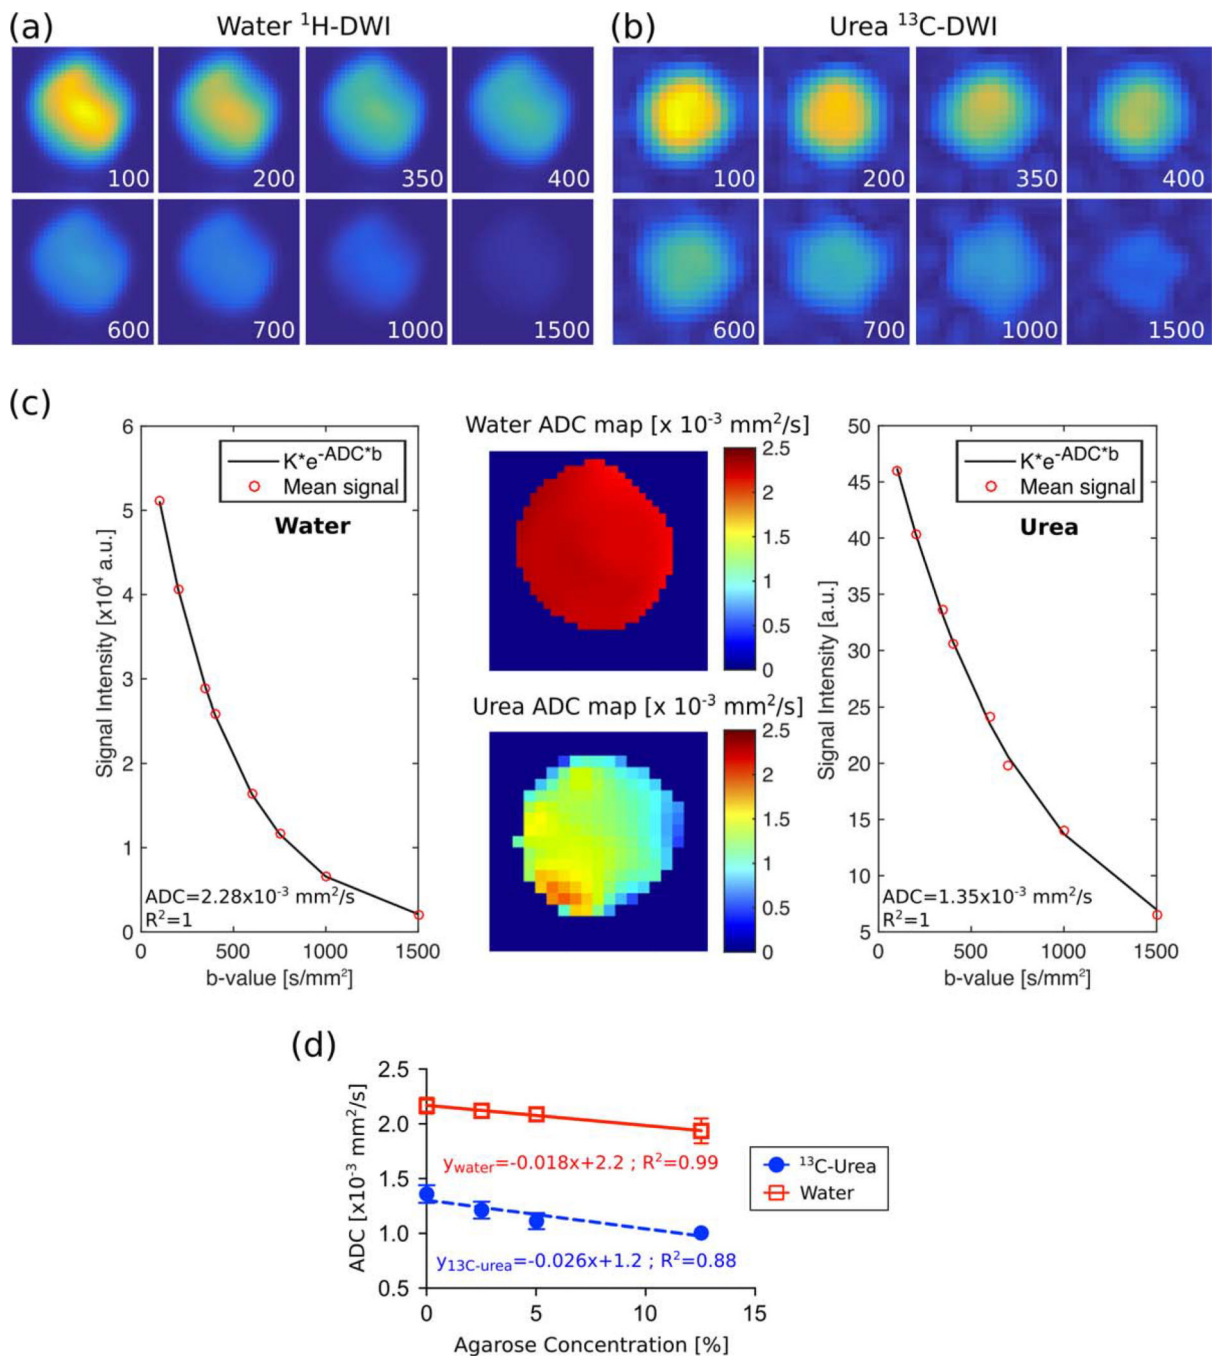 (a) Water ¹H-DWI
100 200 350 400
600 700 1000 1500
(b) Urea ¹³C-DWI
100 200 350 400
600 700 1000 1500
(c)
6
5
4
3
2
1
0
Signal Intensity [x10⁴ a.u.]
K*e-ADC*b
Mean signal
Water
ADC=2.28x10⁻³ mm²/s
R²=1
0 500 1000 1500
b-value [s/mm²]
Water ADC map [x 10⁻³ mm²/s]
2.5
2
1.5
1
0.5
0
Urea ADC map [x 10⁻³ mm²/s]
2.5
2
1.5
1
0.5
0
50
45
40
35
30
25
20
15
10
5
Signal Intensity [a.u.]
K*e-ADC*b
Mean signal
Urea
ADC=1.35x10⁻³ mm²/s
R²=1
0 500 1000 1500
b-value [s/mm²]
(d)
2.5
2.0
1.5
1.0
0.5
ADC [x10⁻³ mm²/s]
ywater=-0.018x+2.2 ; R²=0.99
y13C-urea=-0.026x+1.2 ; R²=0.88
0 5 10 15
Agarose Concentration [%]
¹³C-Urea
Water